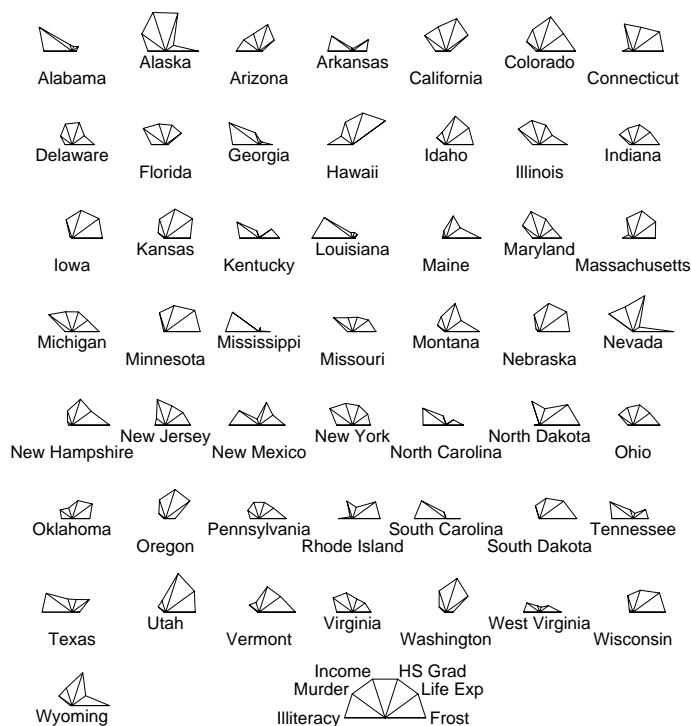 Alabama
Alaska
Arizona
Arkansas
California
Colorado
Connecticut
Delaware
Florida
Georgia
Hawaii
Idaho
Illinois
Indiana
Iowa
Kansas
Kentucky
Louisiana
Maine
Maryland
Massachusetts
Michigan
Minnesota
Mississippi
Missouri
Montana
Nebraska
Nevada
New Hampshire
New Jersey
New Mexico
New York
North Carolina
North Dakota
Ohio
Oklahoma
Oregon
Pennsylvania
Rhode Island
South Carolina
South Dakota
Tennessee
Texas
Utah
Vermont
Virginia
Washington
West Virginia
Wisconsin
Wyoming
Income
HS Grad
Murder
Life Exp
Illiteracy
Frost